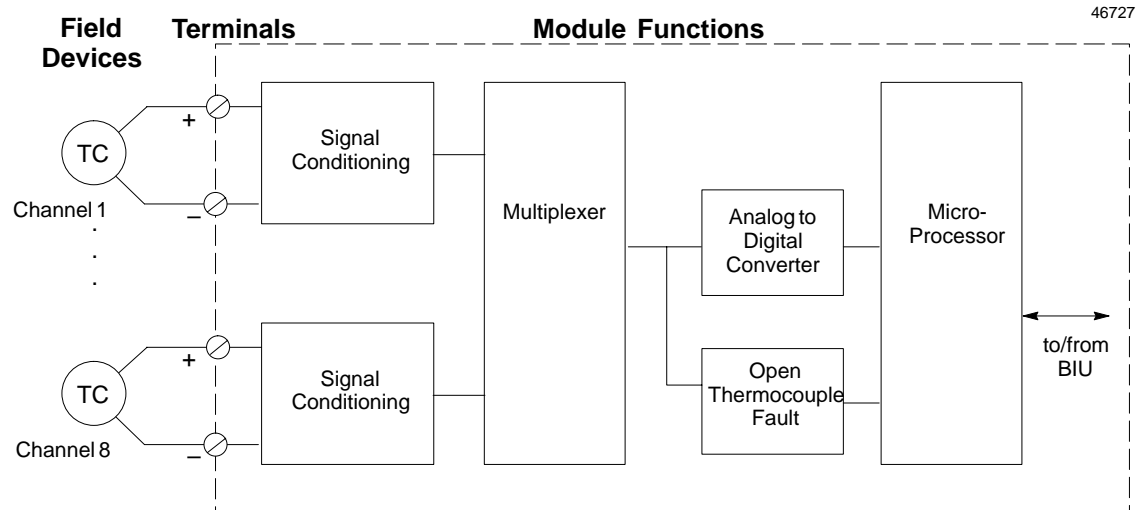 46727
Field
Devices
Terminals
Module Functions
+
TC
–
Channel 1
.
.
.
Signal
Conditioning
Multiplexer
Analog to
Digital
Converter
Micro-
Processor
to/from
BIU
+
TC
–
Channel 8
Signal
Conditioning
Open
Thermocouple
Fault